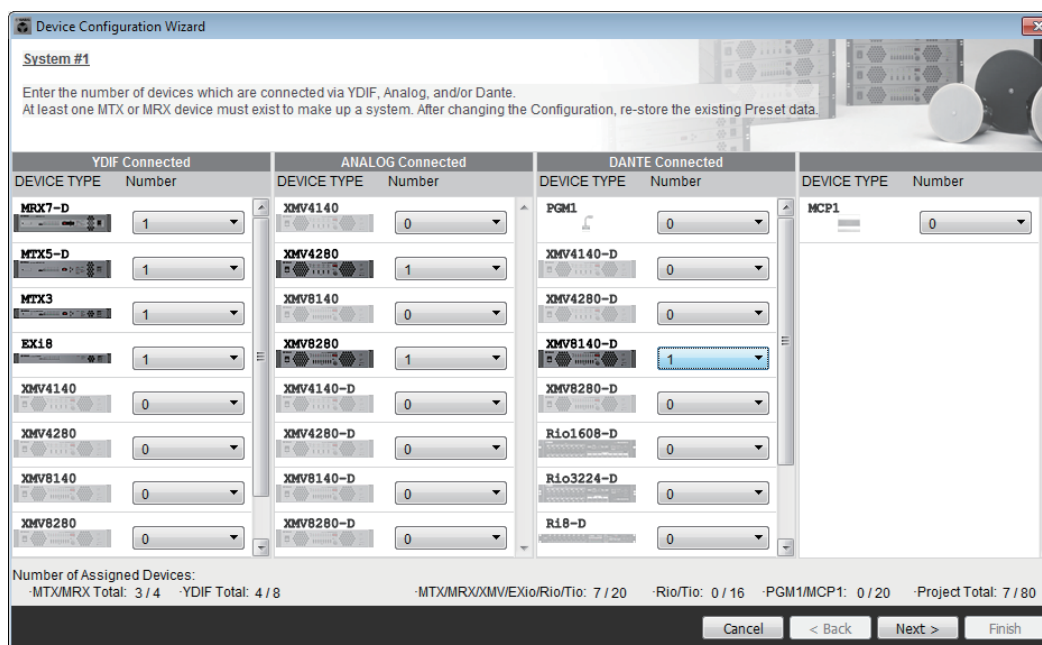 Device Configuration Wizard
System #1
Enter the number of devices which are connected via YDIF, Analog, and/or Dante.
At least one MTX or MRX device must exist to make up a system. After changing the Configuration, re-store the existing Preset data.
YDIF Connected ANALOG Connected DANTE Connected
DEVICE TYPE Number DEVICE TYPE Number DEVICE TYPE Number DEVICE TYPE Number
MRX7-D 1 XMV4140 0 PGM1 0 MCP1 0
MTX5-D 1 XMV4280 1 XMV4140-D 0
MTX3 1 XMV8140 0 XMV4280-D 0
EXi8 1 XMV8280 1 XMV8140-D 1
XMV4140 0 XMV4140-D 0 XMV8280-D 0
XMV4280 0 XMV4280-D 0 Rio1608-D 0
XMV8140 0 XMV8140-D 0 Rio3224-D 0
XMV8280 0 XMV8280-D 0 Ri8-D 0
Number of Assigned Devices:
·MTX/MRX Total: 3 / 4 ·YDIF Total: 4 / 8 ·MTX/MRX/XMV/EXio/Rio/Tio: 7 / 20 ·Rio/Tio: 0 / 16 ·PGM1/MCP1: 0 / 20 ·Project Total: 7 / 80
Cancel < Back Next > Finish